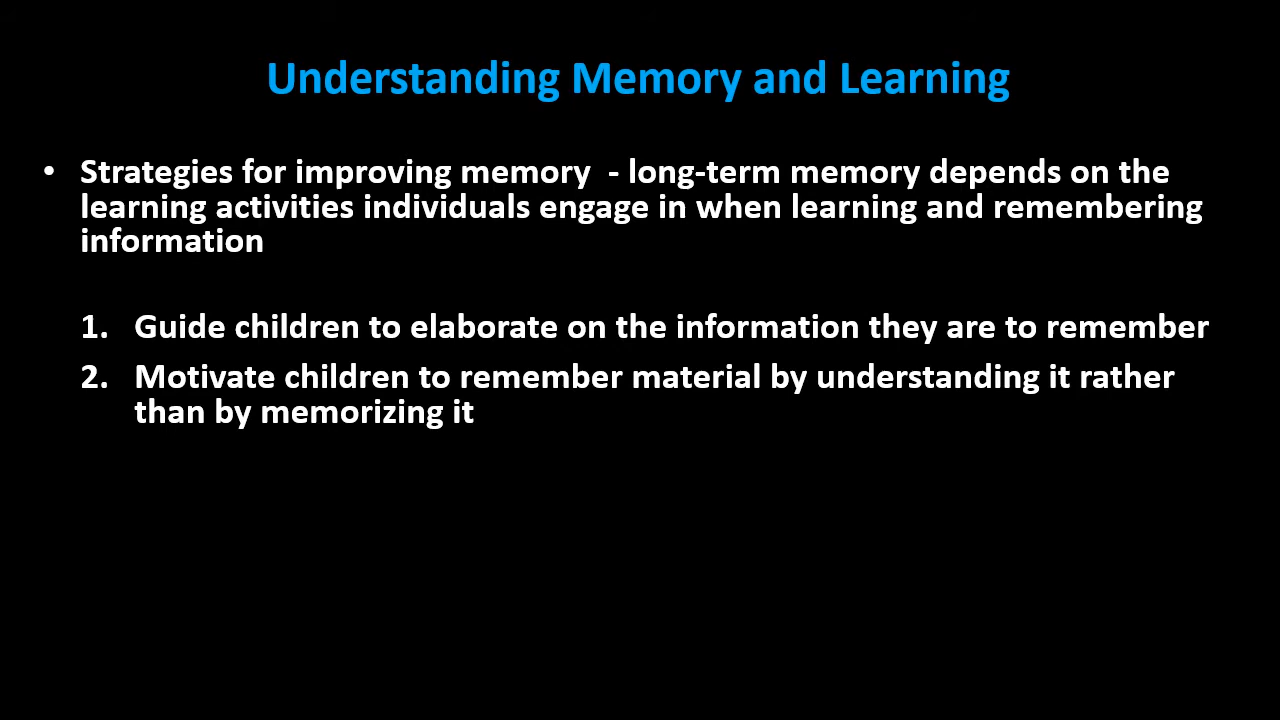 Understanding Memory and Learning
• Strategies for improving memory  - long-term memory depends on the
learning activities individuals engage in when learning and remembering
information
1. Guide children to elaborate on the information they are to remember
2. Motivate children to remember material by understanding it rather
than by memorizing it